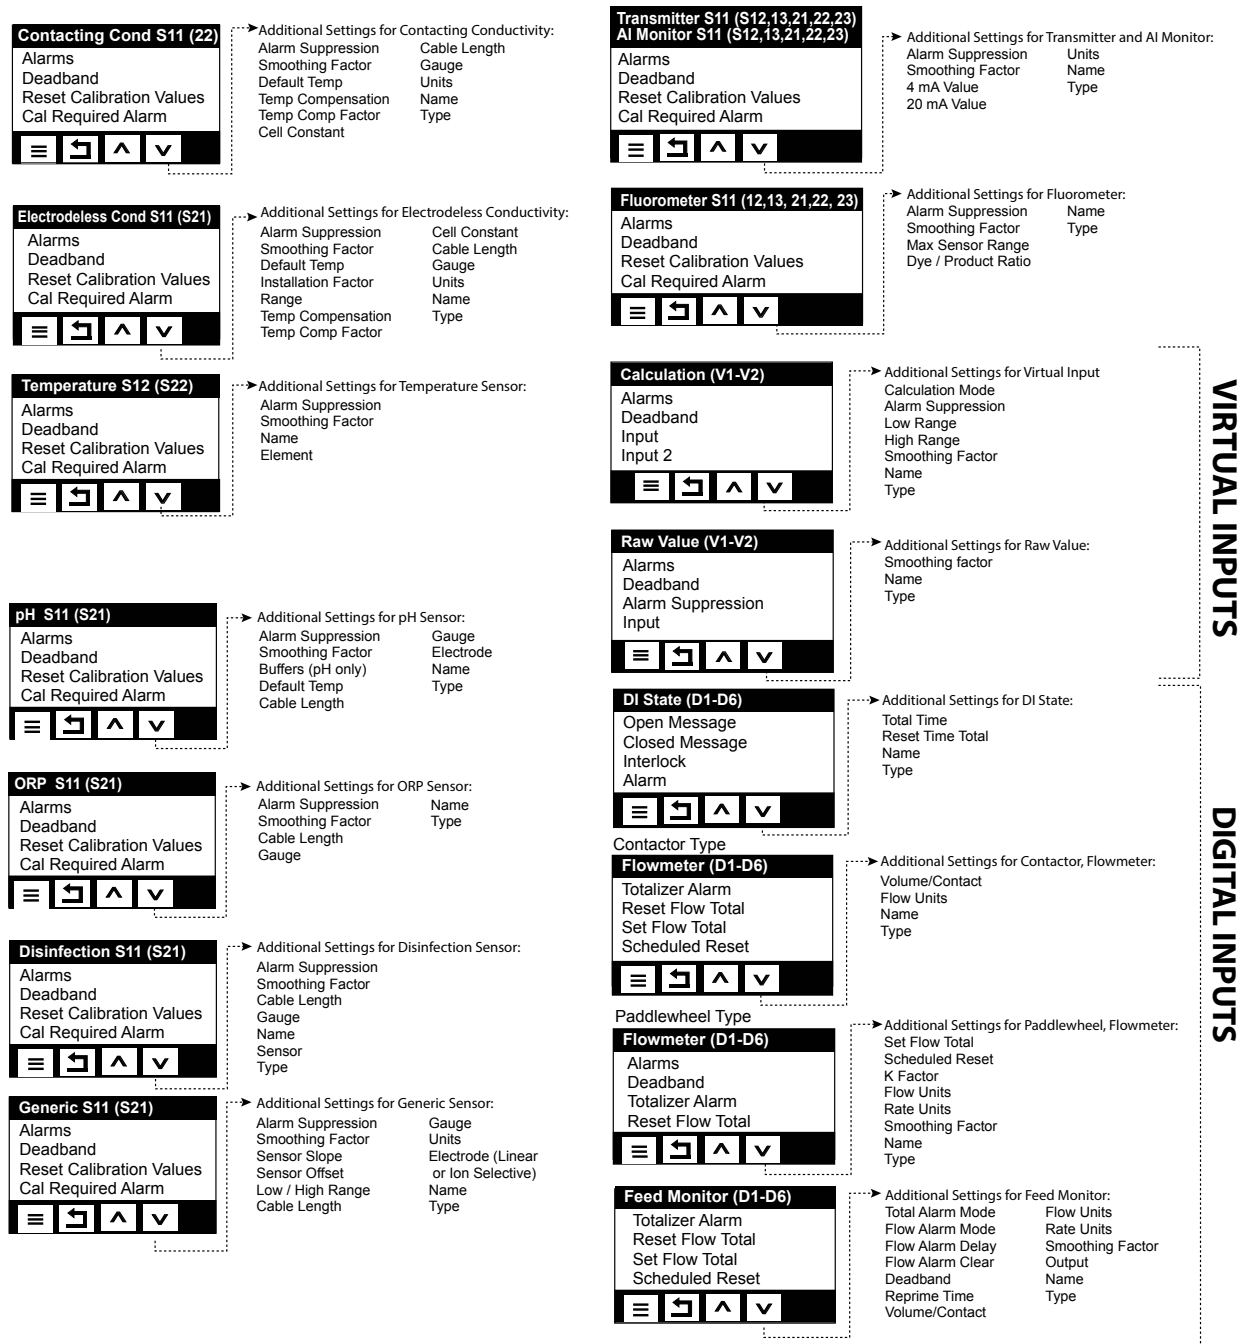 Contacting Cond S11 (22)
Alarms
Deadband
Reset Calibration Values
Cal Required Alarm
Additional Settings for Contacting Conductivity:
Alarm Suppression
Smoothing Factor
Default Temp
Temp Compensation
Temp Comp Factor
Cell Constant
Cable Length
Gauge
Units
Name
Type
Electrodeless Cond S11 (S21)
Alarms
Deadband
Reset Calibration Values
Cal Required Alarm
Additional Settings for Electrodeless Conductivity:
Alarm Suppression
Smoothing Factor
Default Temp
Installation Factor
Range
Temp Compensation
Temp Comp Factor
Cell Constant
Cable Length
Gauge
Units
Name
Type
Temperature S12 (S22)
Alarms
Deadband
Reset Calibration Values
Cal Required Alarm
Additional Settings for Temperature Sensor:
Alarm Suppression
Smoothing Factor
Name
Element
pH S11 (S21)
Alarms
Deadband
Reset Calibration Values
Cal Required Alarm
Additional Settings for pH Sensor:
Alarm Suppression
Smoothing Factor
Buffers (pH only)
Default Temp
Cable Length
Gauge
Electrode
Name
Type
ORP S11 (S21)
Alarms
Deadband
Reset Calibration Values
Cal Required Alarm
Additional Settings for ORP Sensor:
Alarm Suppression
Smoothing Factor
Cable Length
Gauge
Name
Type
Disinfection S11 (S21)
Alarms
Deadband
Reset Calibration Values
Cal Required Alarm
Additional Settings for Disinfection Sensor:
Alarm Suppression
Smoothing Factor
Cable Length
Gauge
Name
Sensor
Type
Generic S11 (S21)
Alarms
Deadband
Reset Calibration Values
Cal Required Alarm
Additional Settings for Generic Sensor:
Alarm Suppression
Smoothing Factor
Sensor Slope
Sensor Offset
Low / High Range
Cable Length
Gauge
Units
Electrode (Linear
or Ion Selective)
Name
Type
Transmitter S11 (S12,13,21,22,23)
AI Monitor S11 (S12,13,21,22,23)
Alarms
Deadband
Reset Calibration Values
Cal Required Alarm
Additional Settings for Transmitter and AI Monitor:
Alarm Suppression
Smoothing Factor
4 mA Value
20 mA Value
Units
Name
Type
Fluorometer S11 (12,13, 21,22, 23)
Alarms
Deadband
Reset Calibration Values
Cal Required Alarm
Additional Settings for Fluorometer:
Alarm Suppression
Smoothing Factor
Max Sensor Range
Dye / Product Ratio
Name
Type
VIRTUAL INPUTS
Calculation (V1-V2)
Alarms
Deadband
Input
Input 2
Additional Settings for Virtual Input
Calculation Mode
Alarm Suppression
Low Range
High Range
Smoothing Factor
Name
Type
Raw Value (V1-V2)
Alarms
Deadband
Alarm Suppression
Input
Additional Settings for Raw Value:
Smoothing factor
Name
Type
DIGITAL INPUTS
DI State (D1-D6)
Open Message
Closed Message
Interlock
Alarm
Additional Settings for DI State:
Total Time
Reset Time Total
Name
Type
Contactor Type
Flowmeter (D1-D6)
Totalizer Alarm
Reset Flow Total
Set Flow Total
Scheduled Reset
Additional Settings for Contactor, Flowmeter:
Volume/Contact
Flow Units
Name
Type
Paddlewheel Type
Flowmeter (D1-D6)
Alarms
Deadband
Totalizer Alarm
Reset Flow Total
Additional Settings for Paddlewheel, Flowmeter:
Set Flow Total
Scheduled Reset
K Factor
Flow Units
Rate Units
Smoothing Factor
Name
Type
Feed Monitor (D1-D6)
Totalizer Alarm
Reset Flow Total
Set Flow Total
Scheduled Reset
Additional Settings for Feed Monitor:
Total Alarm Mode
Flow Alarm Mode
Flow Alarm Delay
Flow Alarm Clear
Deadband
Reprime Time
Volume/Contact
Flow Units
Rate Units
Smoothing Factor
Output
Name
Type